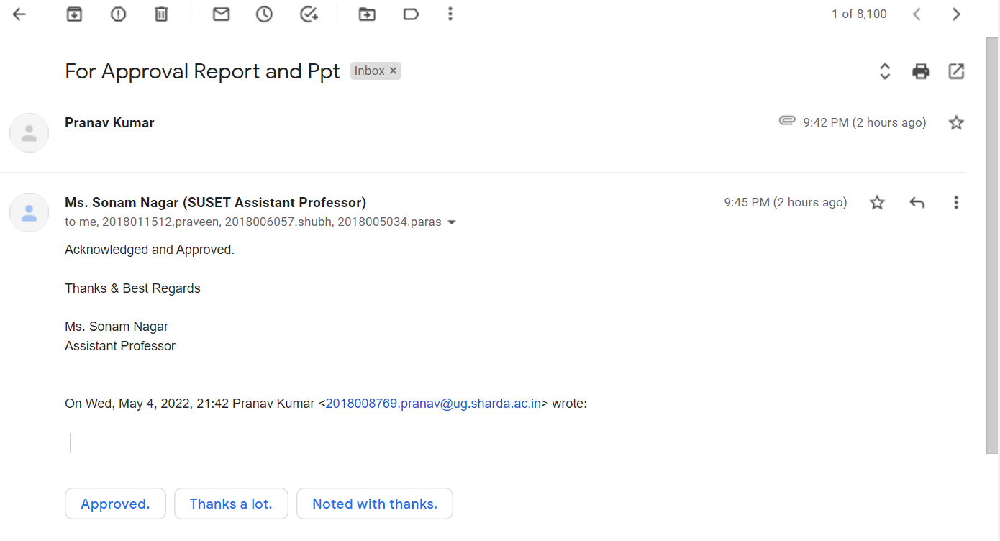 1 of 8,100
For Approval Report and Ppt Inbox ×
Pranav Kumar 9:42 PM (2 hours ago)
Ms. Sonam Nagar (SUSET Assistant Professor) 9:45 PM (2 hours ago)
to me, 2018011512.praveen, 2018006057.shubh, 2018005034.paras
Acknowledged and Approved.
Thanks & Best Regards
Ms. Sonam Nagar
Assistant Professor
On Wed, May 4, 2022, 21:42 Pranav Kumar <2018008769.pranav@ug.sharda.ac.in> wrote:
Approved. Thanks a lot. Noted with thanks.